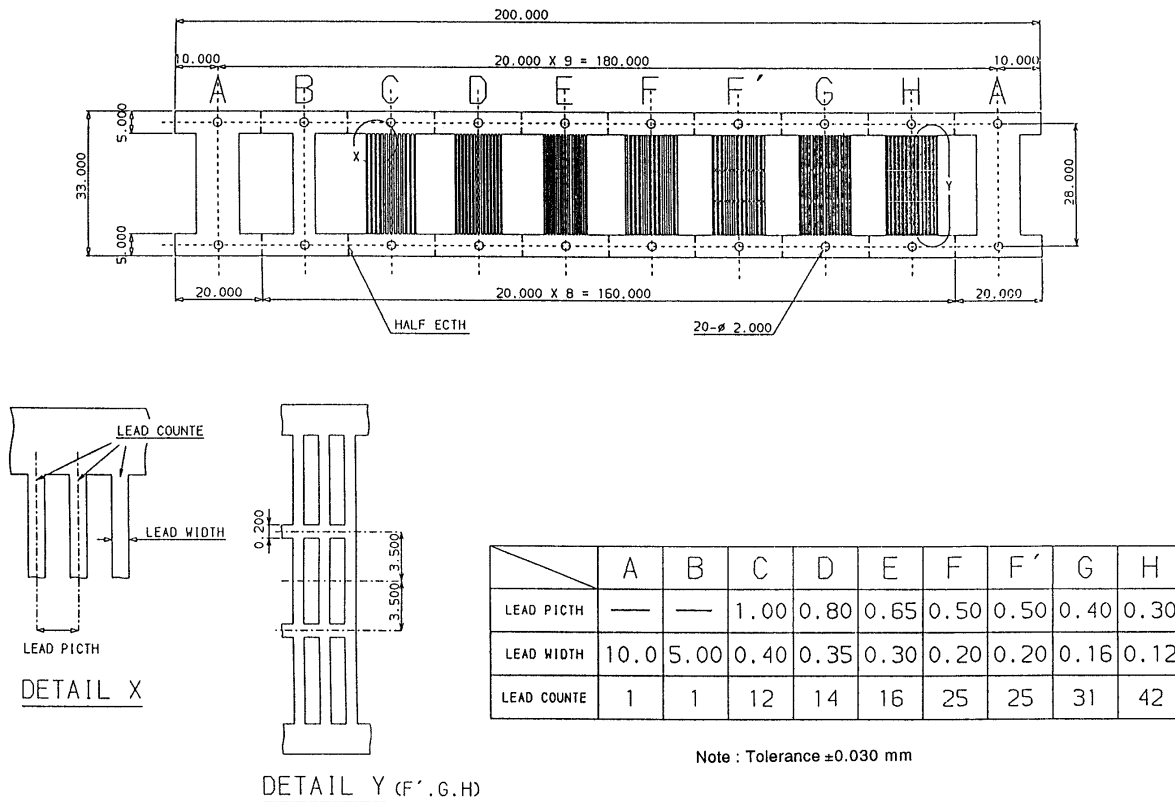 200.000
10.000 20.000 X 9 = 180.000 10.000
A B C D E F F′ G H A
5.000
33.000
5.000
X
Y
28.000
20.000 20.000 X 8 = 160.000 20.000
HALF ECTH
20-ø 2.000
LEAD COUNTE
LEAD WIDTH
LEAD PICTH
DETAIL X
0.200
3.500
3.500
DETAIL Y (F′.G.H)
A B C D E F F′ G H
LEAD PICTH — — 1.00 0.80 0.65 0.50 0.50 0.40 0.30
LEAD WIDTH 10.0 5.00 0.40 0.35 0.30 0.20 0.20 0.16 0.12
LEAD COUNTE 1 1 12 14 16 25 25 31 42
Note : Tolerance ±0.030 mm